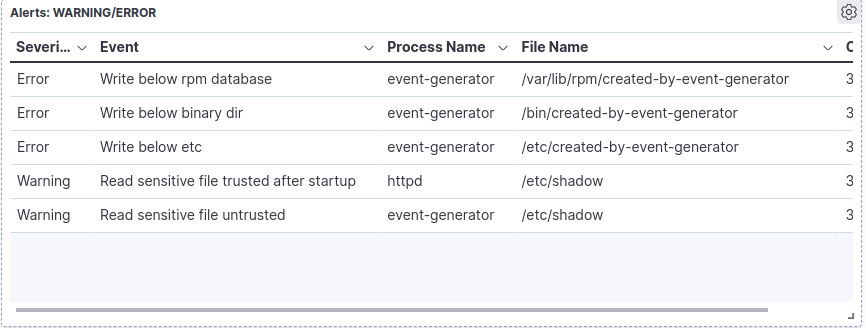 Alerts: WARNING/ERROR
Severi... Event Process Name File Name C
Error Write below rpm database event-generator /var/lib/rpm/created-by-event-generator 3
Error Write below binary dir event-generator /bin/created-by-event-generator 3
Error Write below etc event-generator /etc/created-by-event-generator 3
Warning Read sensitive file trusted after startup httpd /etc/shadow 3
Warning Read sensitive file untrusted event-generator /etc/shadow 3